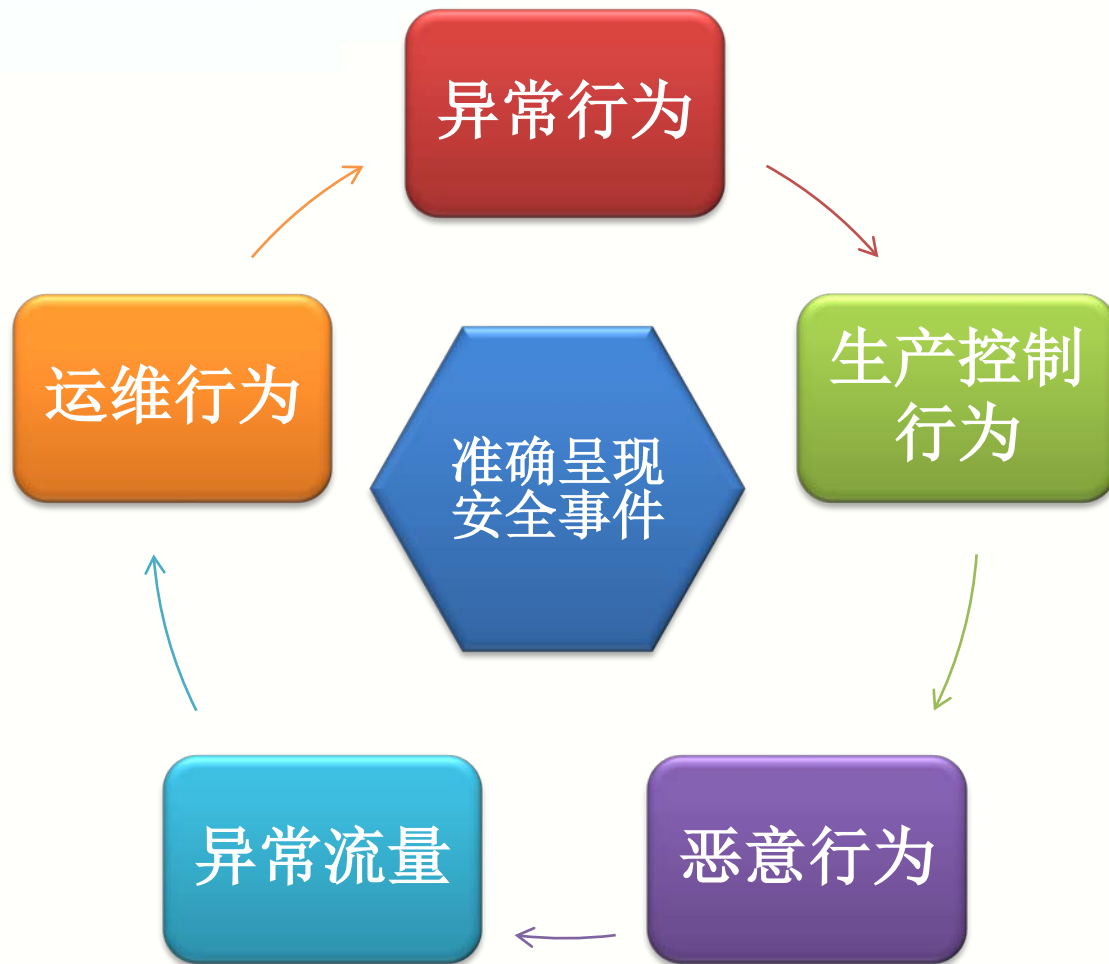 异常行为
生产控制
行为
恶意行为
异常流量
运维行为
准确呈现
安全事件